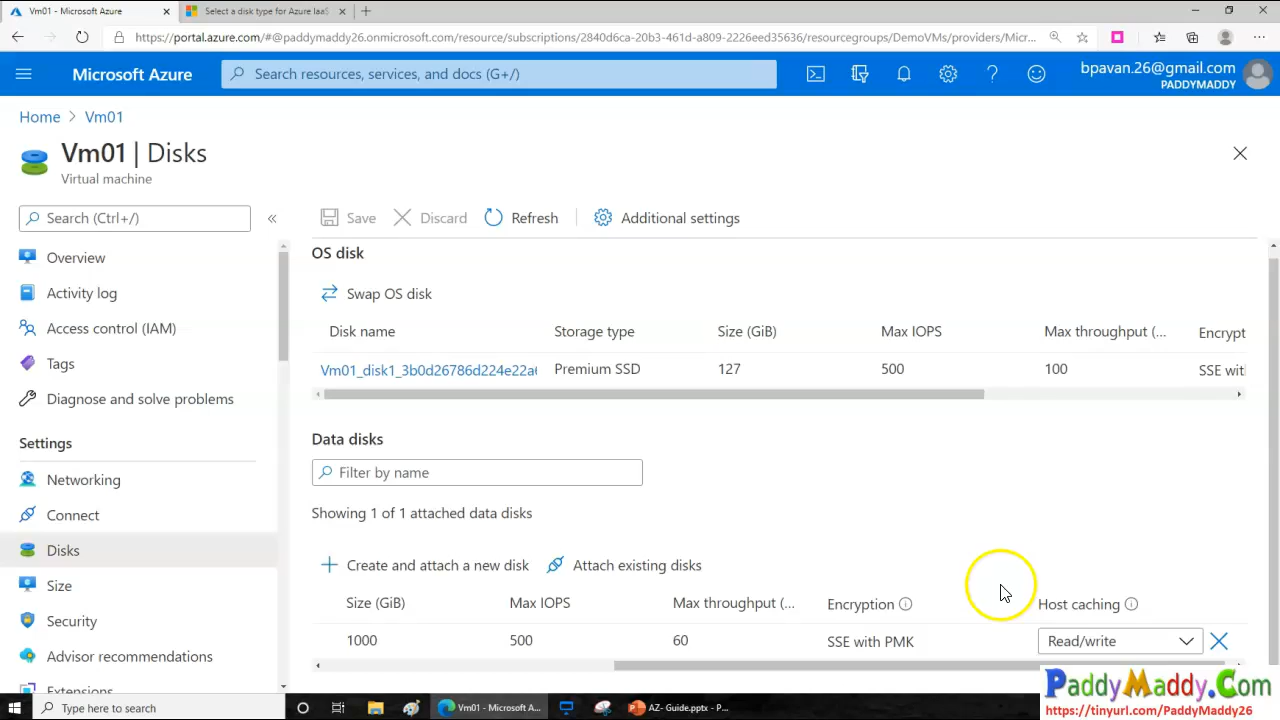 Vm01 - Microsoft Azure
Select a disk type for Azure IaaS
https://portal.azure.com/#@paddymaddy26.onmicrosoft.com/resource/subscriptions/2840d6ca-20b3-461d-a809-2226eed35636/resourcegroups/DemoVMs/providers/Micr...
Microsoft Azure
Search resources, services, and docs (G+/)
bpavan.26@gmail.com
PADDYMADDY
Home > Vm01
Vm01 | Disks
Virtual machine
Search (Ctrl+/)
Overview
Activity log
Access control (IAM)
Tags
Diagnose and solve problems
Settings
Networking
Connect
Disks
Size
Security
Advisor recommendations
Extensions
Save Discard Refresh Additional settings
OS disk
Swap OS disk
Disk name Storage type Size (GiB) Max IOPS Max throughput (... Encrypt
Vm01_disk1_3b0d26786d224e22a6 Premium SSD 127 500 100 SSE wit
Data disks
Filter by name
Showing 1 of 1 attached data disks
Create and attach a new disk Attach existing disks
Size (GiB) Max IOPS Max throughput (... Encryption Host caching
1000 500 60 SSE with PMK Read/write
PaddyMaddy.Com
https://tinyurl.com/PaddyMaddy26
Type here to search
Vm01 - Microsoft A...
AZ- Guide.pptx - P...